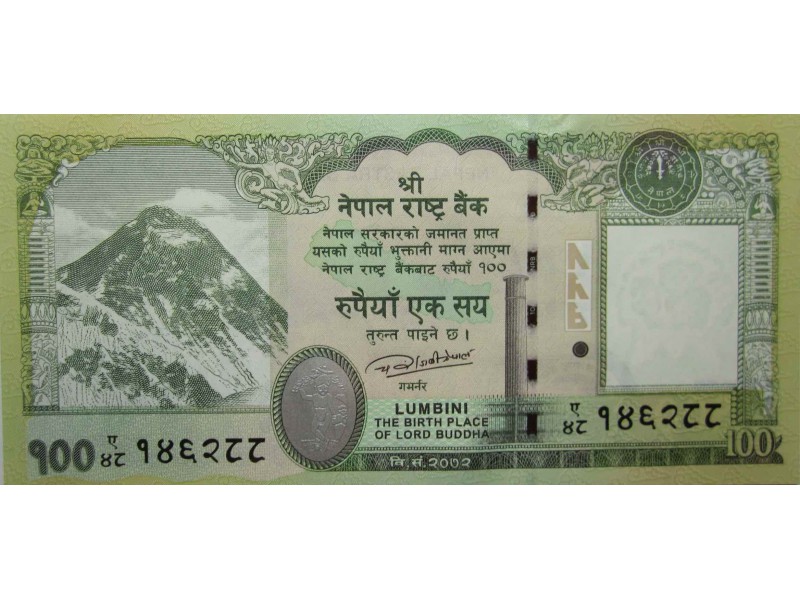 श्री
नेपाल राष्ट्र बैंक
नेपाल सरकारको जमानत प्राप्त
यसको रुपैयाँ भुक्तानी माग्न आएमा
नेपाल राष्ट्र बैंकबाट रुपैयाँ १००
रुपैयाँ एक सय
तुरुन्त पाइने छ।
गभर्नर
LUMBINI
THE BIRTH PLACE
OF LORD BUDDHA
ए/४८ १४६२८८
१०० ए/४८ १४६२८८
वि.सं.२०७२
100